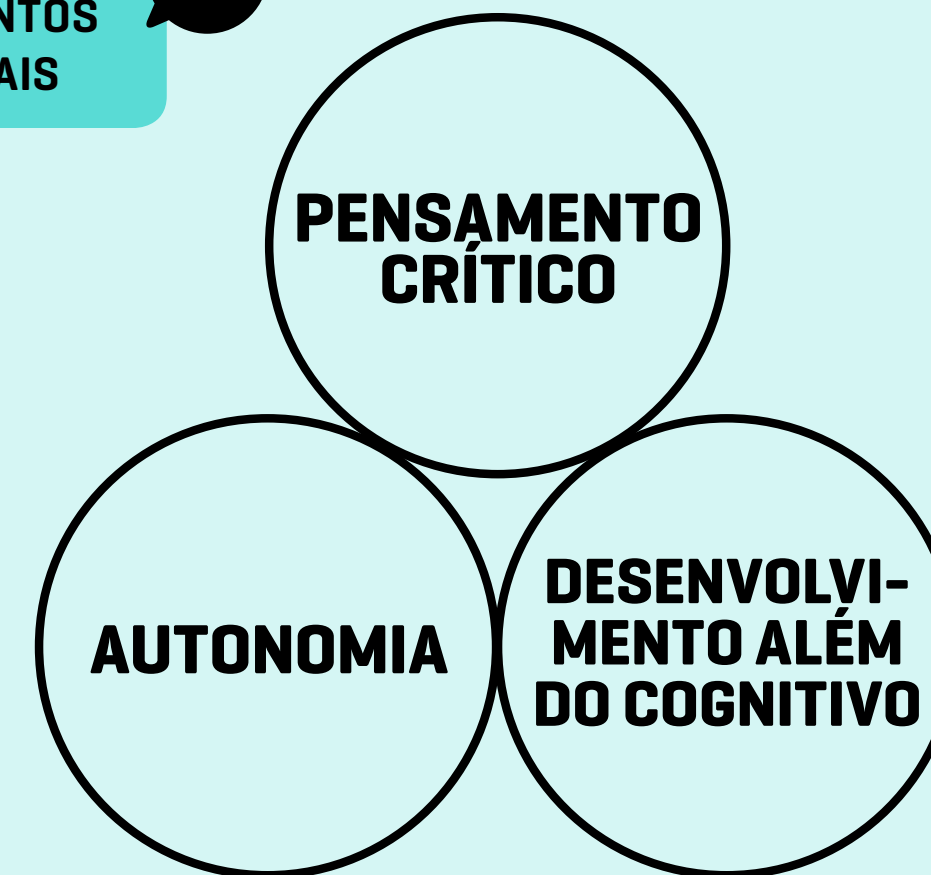 NTOS
AIS
PENSAMENTO
CRÍTICO
AUTONOMIA
DESENVOLVI-
MENTO ALÉM
DO COGNITIVO